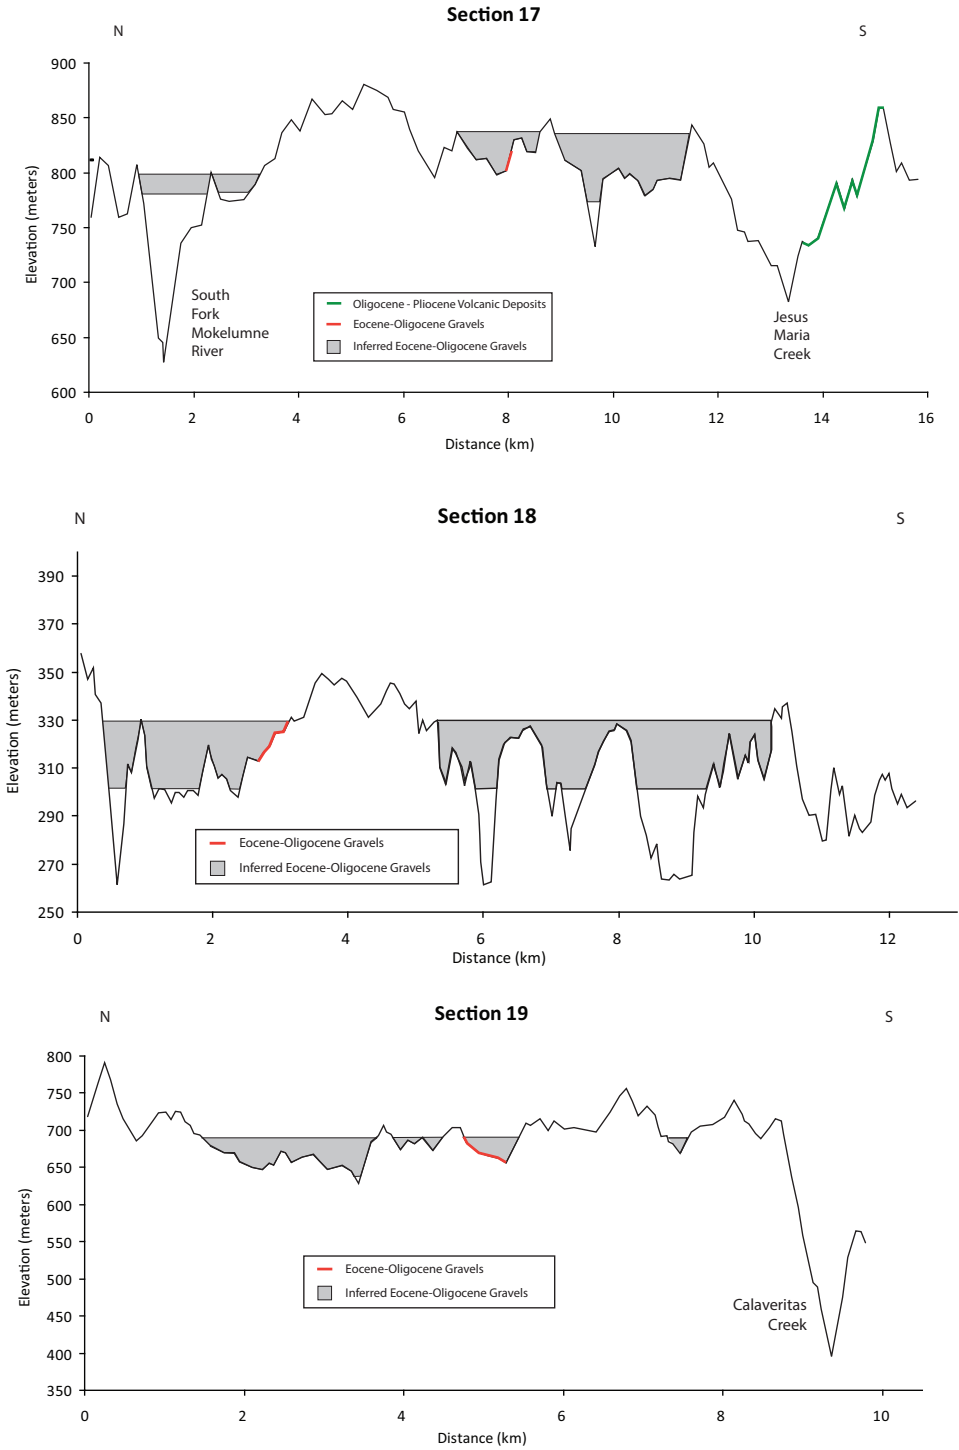 Section 17
N
S
900
850
800
750
700
650
600
Elevation (meters)
South
Fork
Mokelumne
River
Oligocene - Pliocene Volcanic Deposits
Eocene-Oligocene Gravels
Inferred Eocene-Oligocene Gravels
Jesus
Maria
Creek
0 2 4 6 8 10 12 14 16
Distance (km)
Section 18
N
S
390
370
350
330
310
290
270
250
Elevation (meters)
Eocene-Oligocene Gravels
Inferred Eocene-Oligocene Gravels
0 2 4 6 8 10 12
Distance (km)
Section 19
N
S
800
750
700
650
600
550
500
450
400
350
Elevation (meters)
Eocene-Oligocene Gravels
Inferred Eocene-Oligocene Gravels
Calaveritas
Creek
0 2 4 6 8 10
Distance (km)